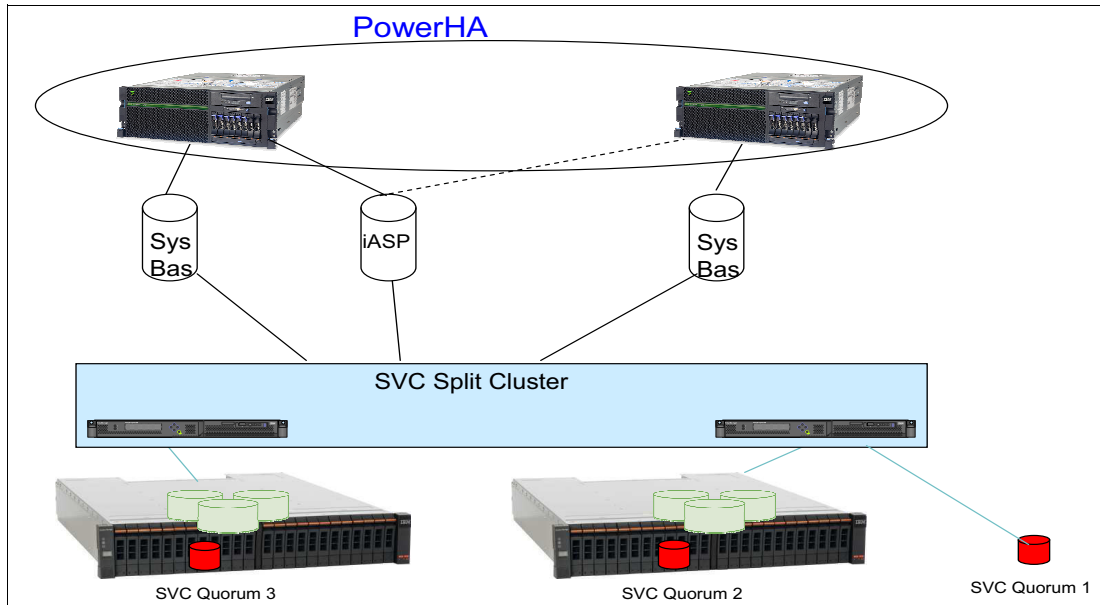 PowerHA
Sys
Bas
iASP
Sys
Bas
SVC Split Cluster
SVC Quorum 3
SVC Quorum 2
SVC Quorum 1